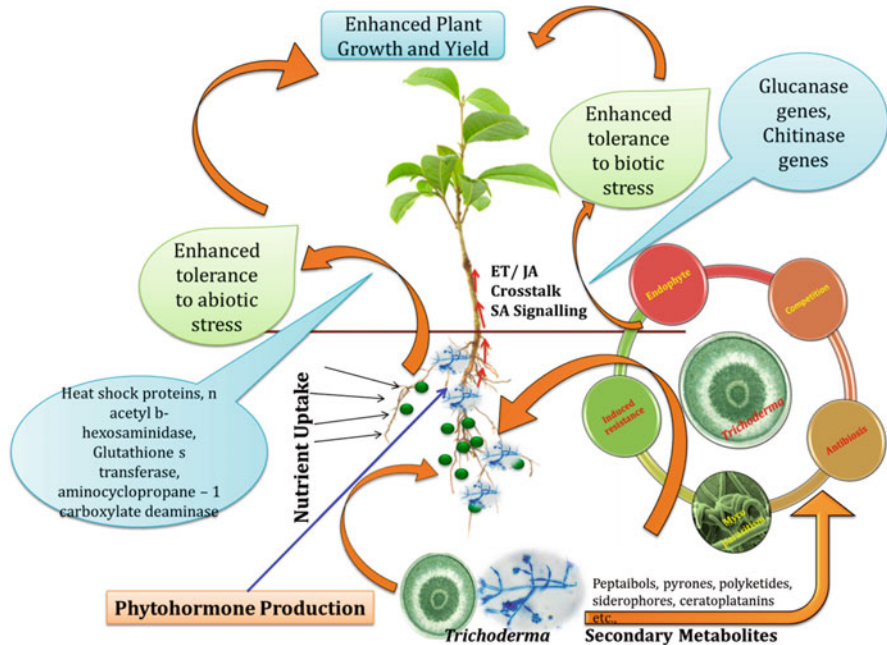 Enhanced Plant
Growth and Yield
Glucanase
genes,
Chitinase
genes
Enhanced
tolerance
to biotic
stress
Enhanced
tolerance
to abiotic
stress
ET/ JA
Crosstalk
SA Signalling
Endophyte
Competition
Induced
resistance
Trichoderma
Antibiosis
Myco
Heat shock proteins, n
acetyl b-
hexosaminidase,
Glutathione s
transferase,
aminocyclopropane – 1
carboxylate deaminase
Nutrient Uptake
Phytohormone Production
Trichoderma
Peptaibols, pyrones, polyketides,
siderophores, ceratoplatanins
etc.,
Secondary Metabolites